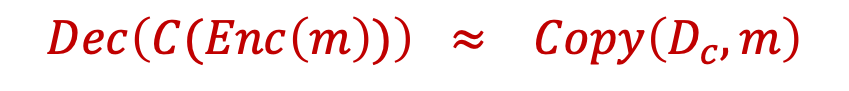 Dec(C(Enc(m))) ≈ Copy(D_C, m)